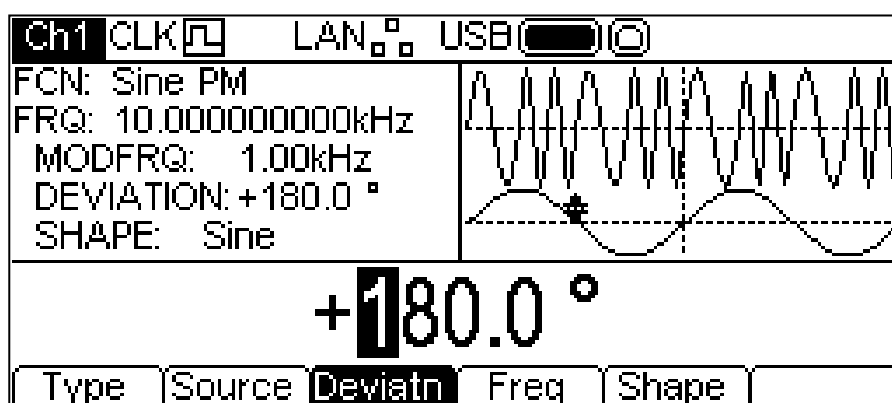 Ch1 CLK LAN USB
FCN: Sine PM
FRQ: 10.000000000kHz
MODFRQ: 1.00kHz
DEVIATION: +180.0 °
SHAPE: Sine
+180.0 °
Type Source Deviatn Freq Shape